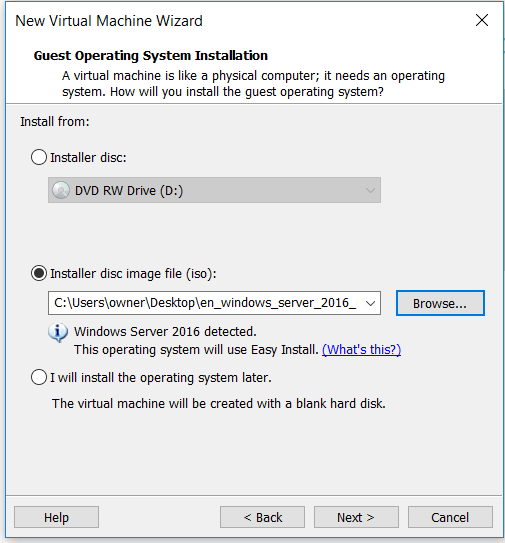 New Virtual Machine Wizard
Guest Operating System Installation
A virtual machine is like a physical computer; it needs an operating
system. How will you install the guest operating system?
Install from:
Installer disc:
DVD RW Drive (D:)
Installer disc image file (iso):
C:\Users\owner\Desktop\en_windows_server_2016_
Browse...
Windows Server 2016 detected.
This operating system will use Easy Install. (What's this?)
I will install the operating system later.
The virtual machine will be created with a blank hard disk.
Help
< Back
Next >
Cancel